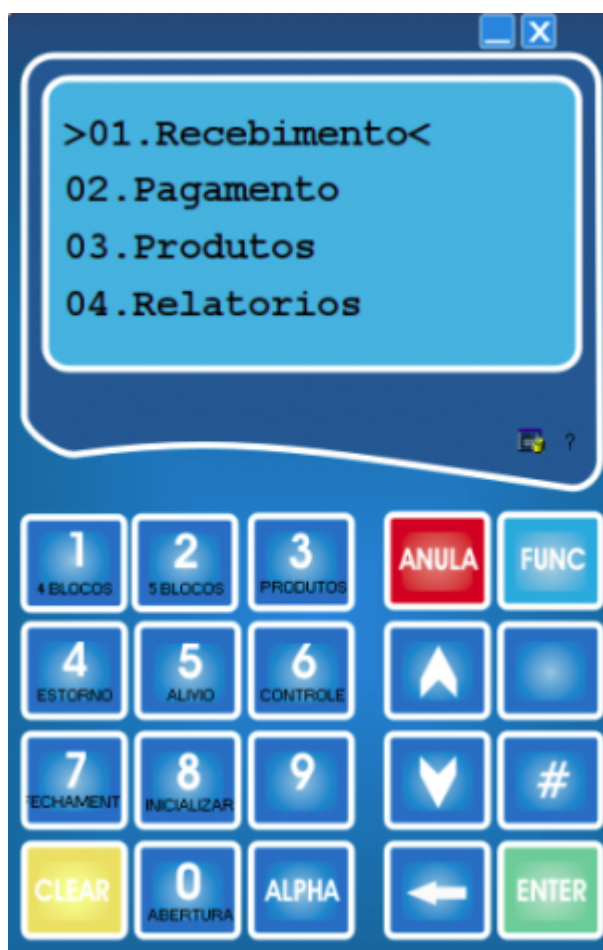 >01.Recebimento<
02.Pagamento
03.Produtos
04.Relatorios
?
1 2 3 ANULA FUNC
4 BLOCOS 5 BLOCOS PRODUTOS
4 5 6
ESTORNO ALIVIO CONTROLE
7 8 9 #
FECHAMENT INICIALIZAR
CLEAR 0 ALPHA ENTER
ABERTURA